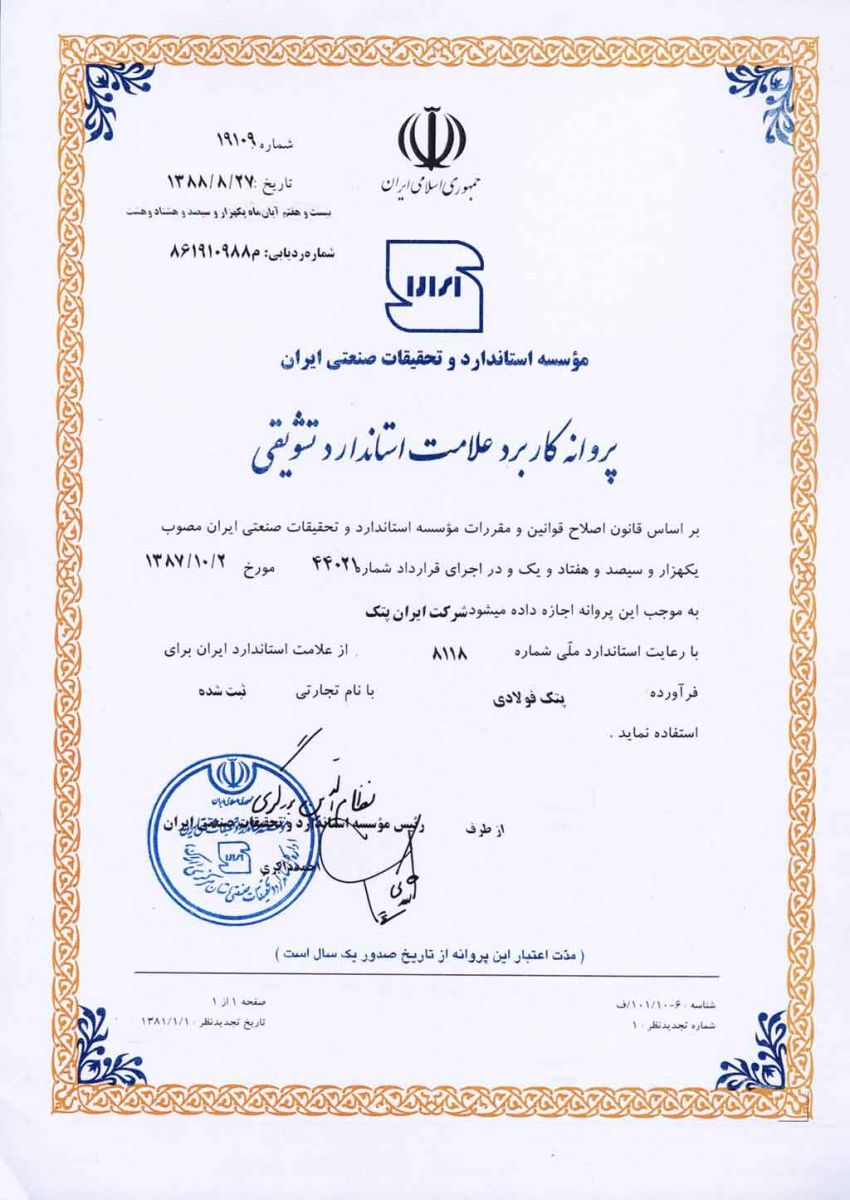 جمهوری اسلامی ایران
شماره ۱۹۱۰۹
تاریخ : ۱۳۸۸/۸/۲۷
بیست و هفتم آبان‌ماه یکهزار و سیصد و هشتاد وهشت
شماره‌ردیابی: م۸۶۱۹۱۰۹۸۸
ایران
مؤسسه استاندارد و تحقیقات صنعتی ایران
پروانه کاربرد علامت استاندارد تشویقی
بر اساس قانون اصلاح قوانین و مقررات مؤسسه استاندارد و تحقیقات صنعتی ایران مصوب
یکهزار و سیصد و هفتاد و یک و در اجرای قرارداد شماره ۴۴۰۲۱ مورخ ۱۳۸۷/۱۰/۲
به موجب این پروانه اجازه داده میشود شرکت ایران پتک
با رعایت استاندارد ملّی شماره ۸۱۱۸ از علامت استاندارد ایران برای
فرآورده پتک فولادی با نام تجارتی ثبت شده
استفاده نماید .
نظام الدین برزگری
از طرف رئیس مؤسسه استاندارد و تحقیقات صنعتی ایران
( مدّت اعتبار این پروانه از تاریخ صدور یک سال است )
شناسه : ۶-۱۰۱/۱۰/ف
صفحه ۱ از ۱
شماره تجدیدنظر : ۱
تاریخ تجدیدنظر : ۱۳۸۱/۱/۱